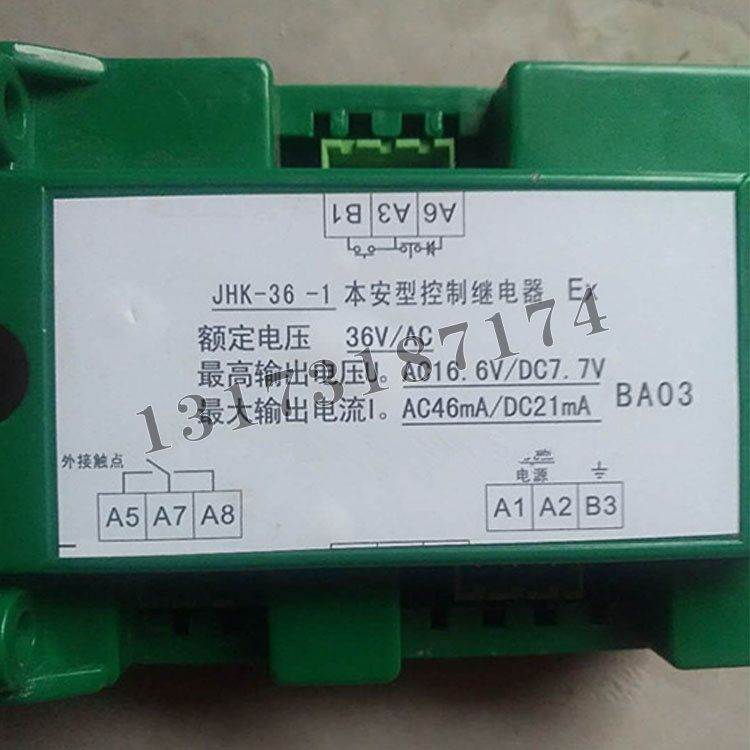 B1 A3 A6
JHK-36 -1 本安型控制继电器 Ex
额定电压 36V/AC
最高输出电压U。 AC16.6V/DC7.7V
最大输出电流I。 AC46mA/DC21mA BA03
13173187174
外接触点
A5 A7 A8
电源
A1 A2 B3